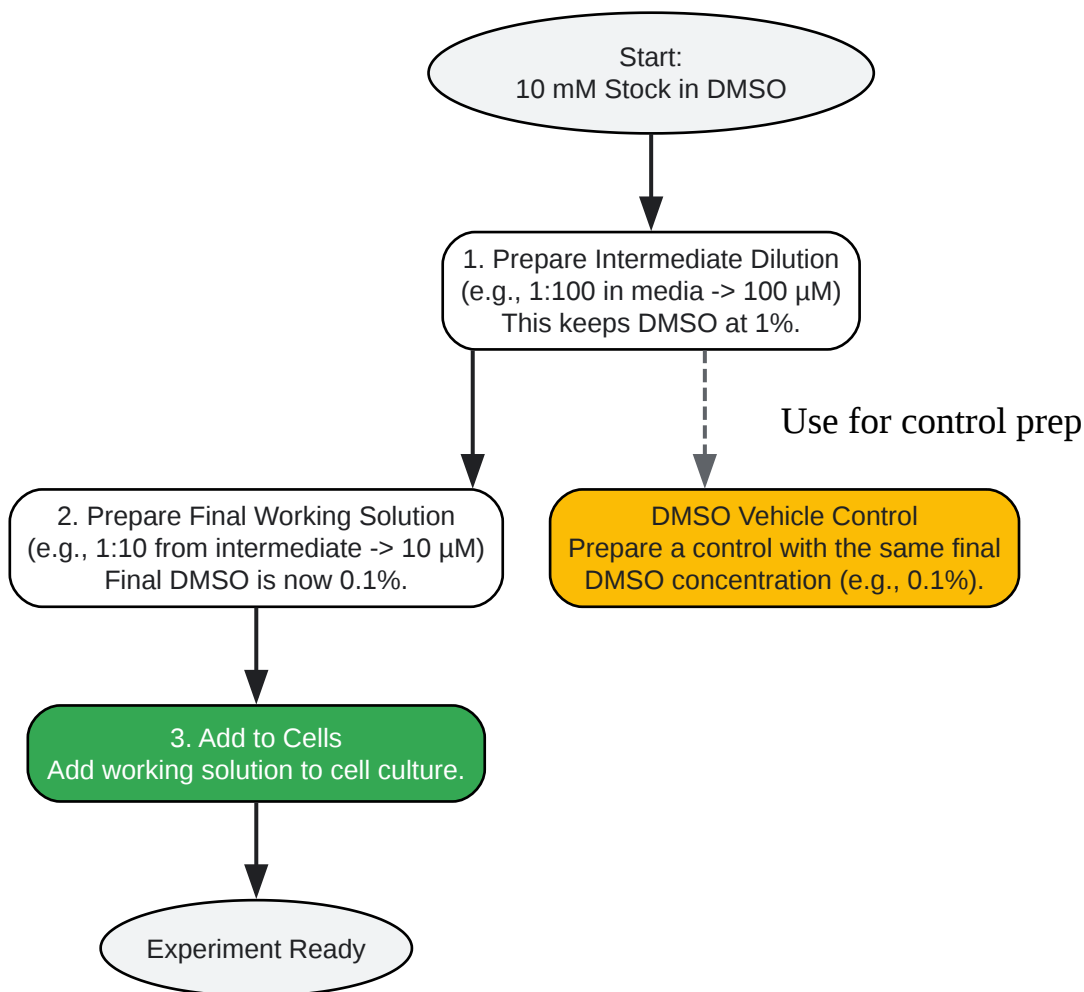 Start:
10 mM Stock in DMSO
1. Prepare Intermediate Dilution
(e.g., 1:100 in media -> 100 µM)
This keeps DMSO at 1%.
Use for control prep
2. Prepare Final Working Solution
(e.g., 1:10 from intermediate -> 10 µM)
Final DMSO is now 0.1%.
DMSO Vehicle Control
Prepare a control with the same final
DMSO concentration (e.g., 0.1%).
3. Add to Cells
Add working solution to cell culture.
Experiment Ready